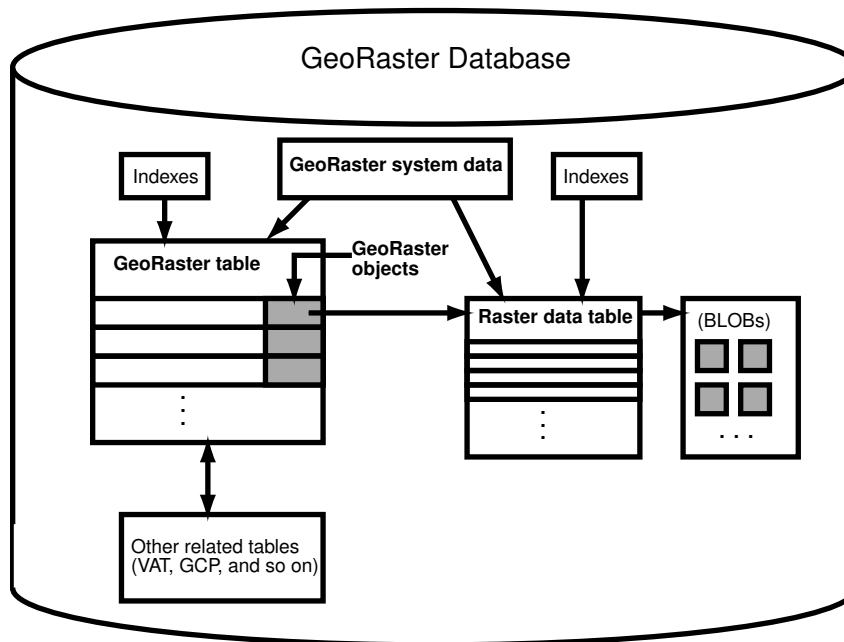 GeoRaster Database
Indexes
GeoRaster system data
Indexes
GeoRaster table
GeoRaster
objects
Raster data table
(BLOBs)
. . .
. . .
. . .
Other related tables
(VAT, GCP, and so on)